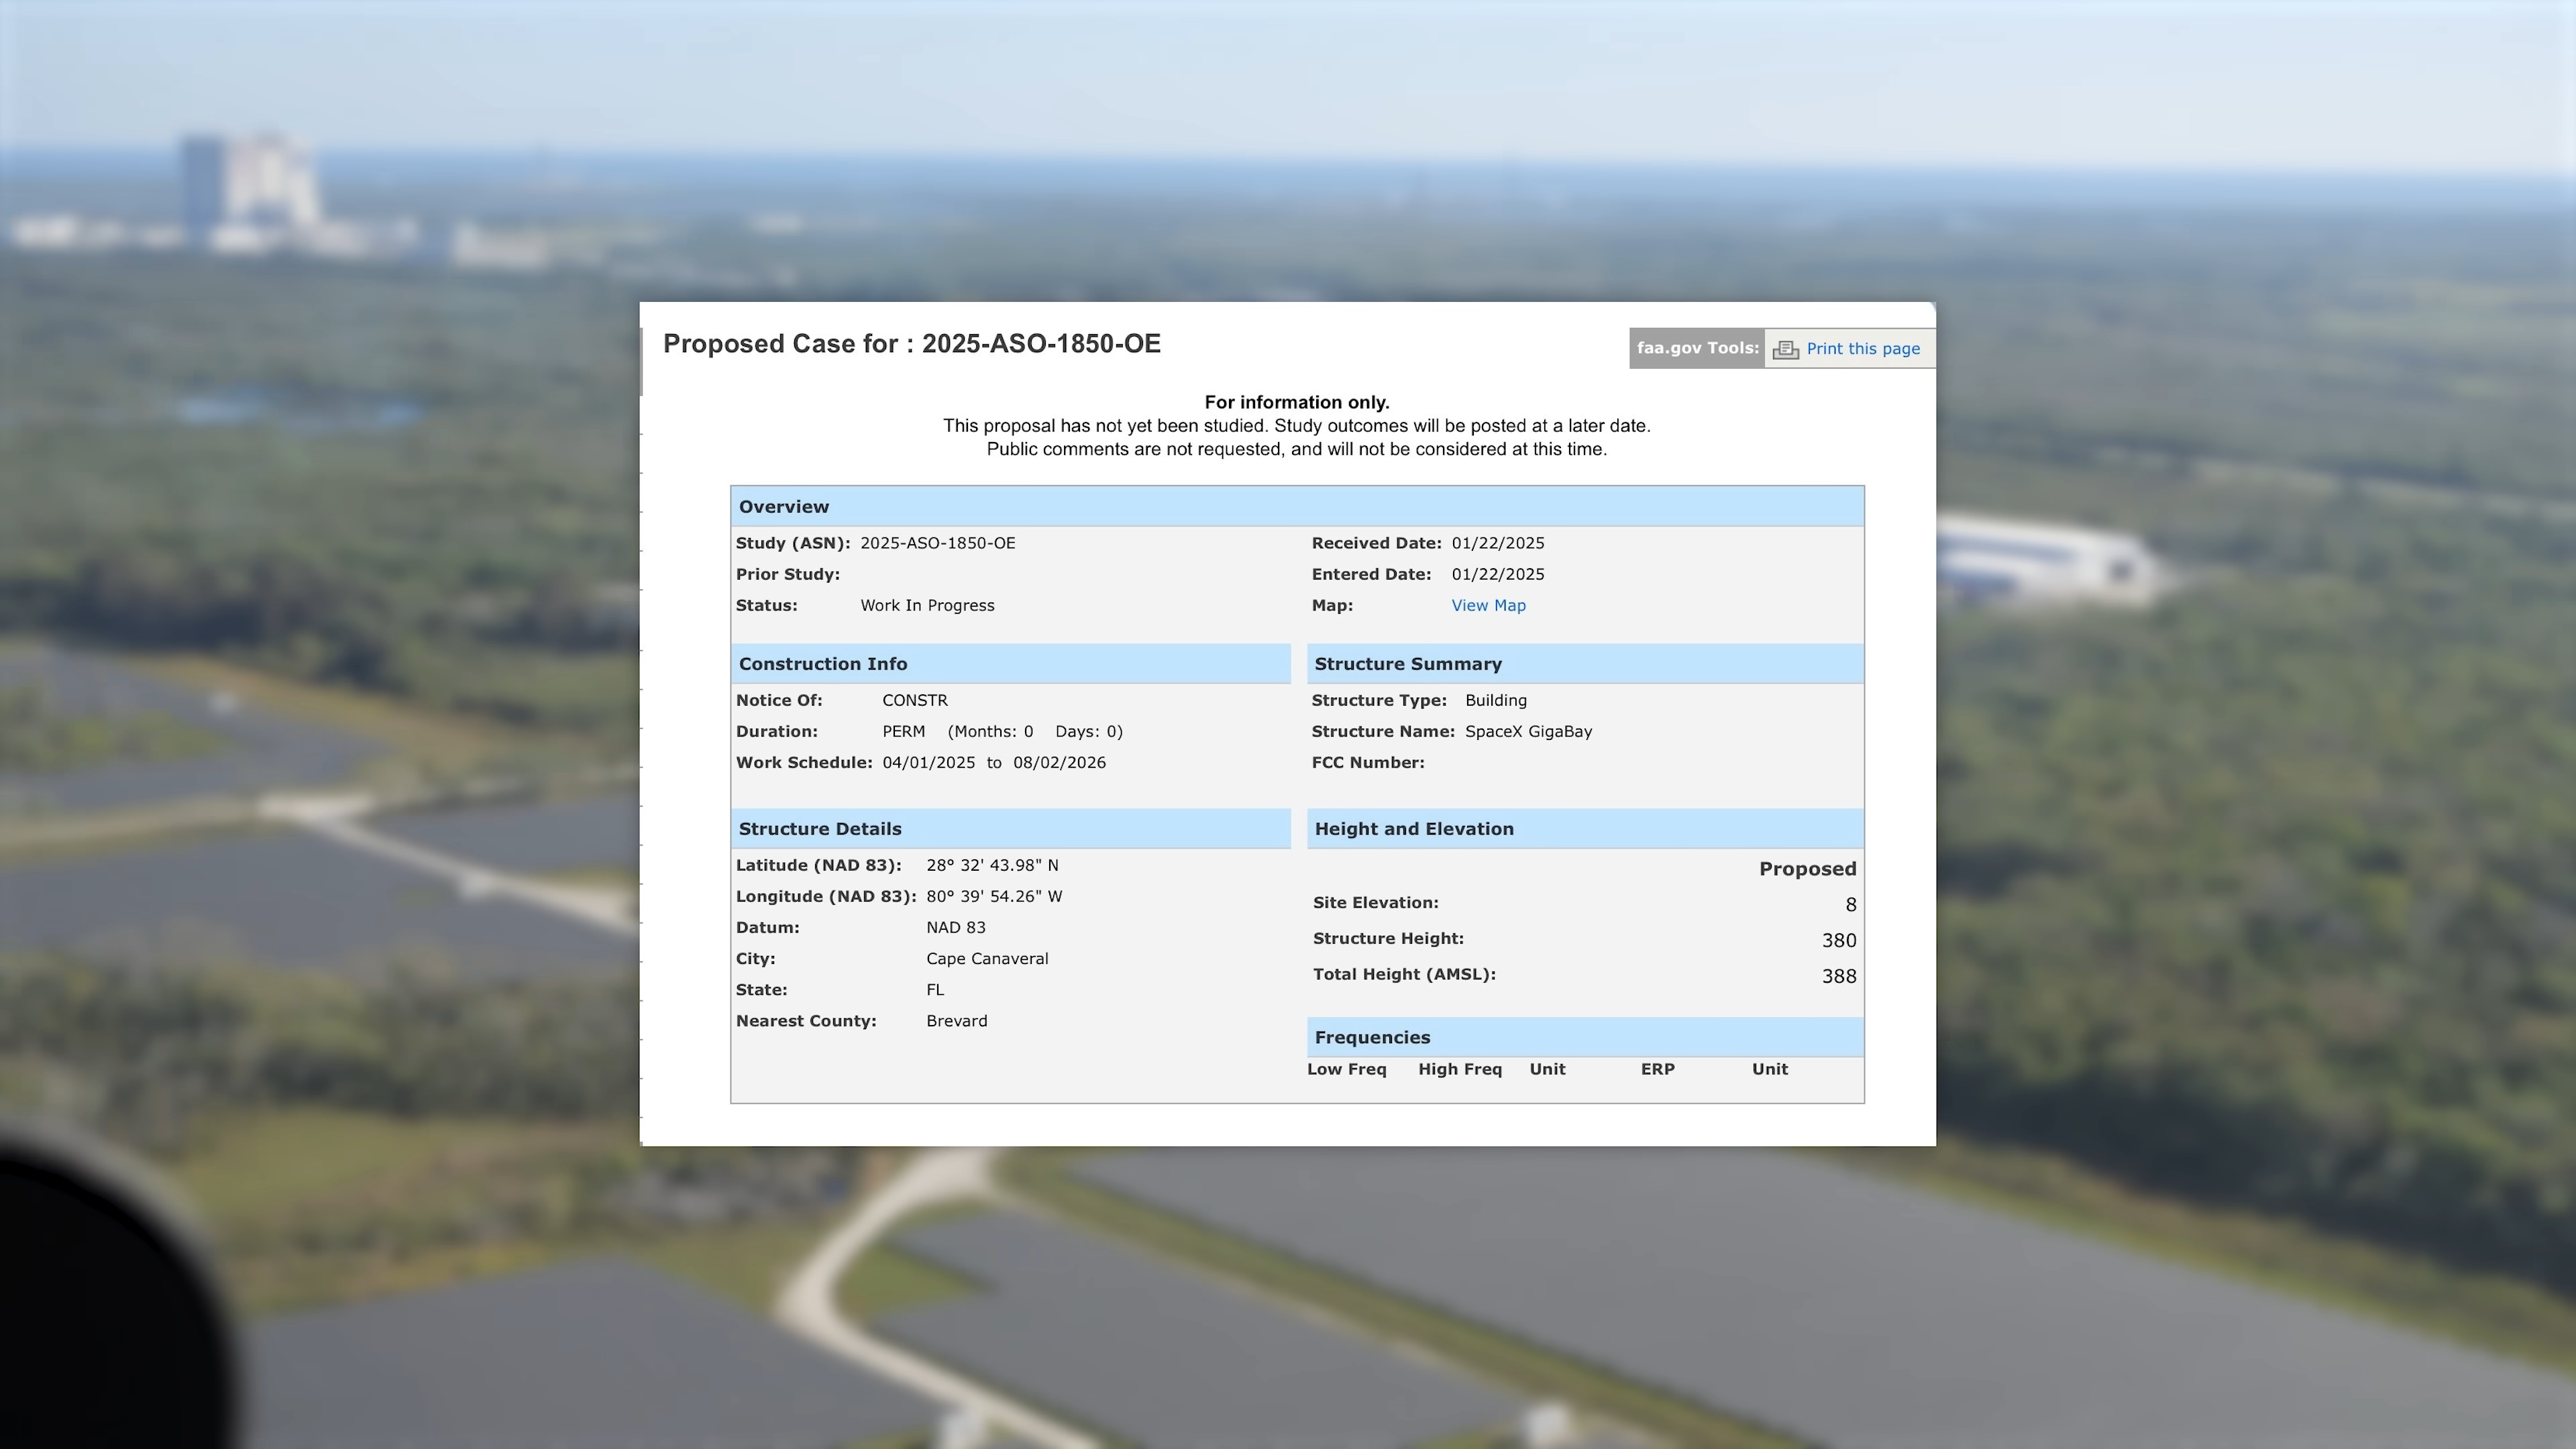 Proposed Case for : 2025-ASO-1850-OE
faa.gov Tools: Print this page
For information only.
This proposal has not yet been studied. Study outcomes will be posted at a later date.
Public comments are not requested, and will not be considered at this time.
Overview
Study (ASN): 2025-ASO-1850-OE
Prior Study:
Status: Work In Progress
Received Date: 01/22/2025
Entered Date: 01/22/2025
Map: View Map
Construction Info
Notice Of: CONSTR
Duration: PERM (Months: 0 Days: 0)
Work Schedule: 04/01/2025 to 08/02/2026
Structure Summary
Structure Type: Building
Structure Name: SpaceX GigaBay
FCC Number:
Structure Details
Latitude (NAD 83): 28° 32' 43.98" N
Longitude (NAD 83): 80° 39' 54.26" W
Datum: NAD 83
City: Cape Canaveral
State: FL
Nearest County: Brevard
Height and Elevation
Proposed
Site Elevation: 8
Structure Height: 380
Total Height (AMSL): 388
Frequencies
Low Freq High Freq Unit ERP Unit